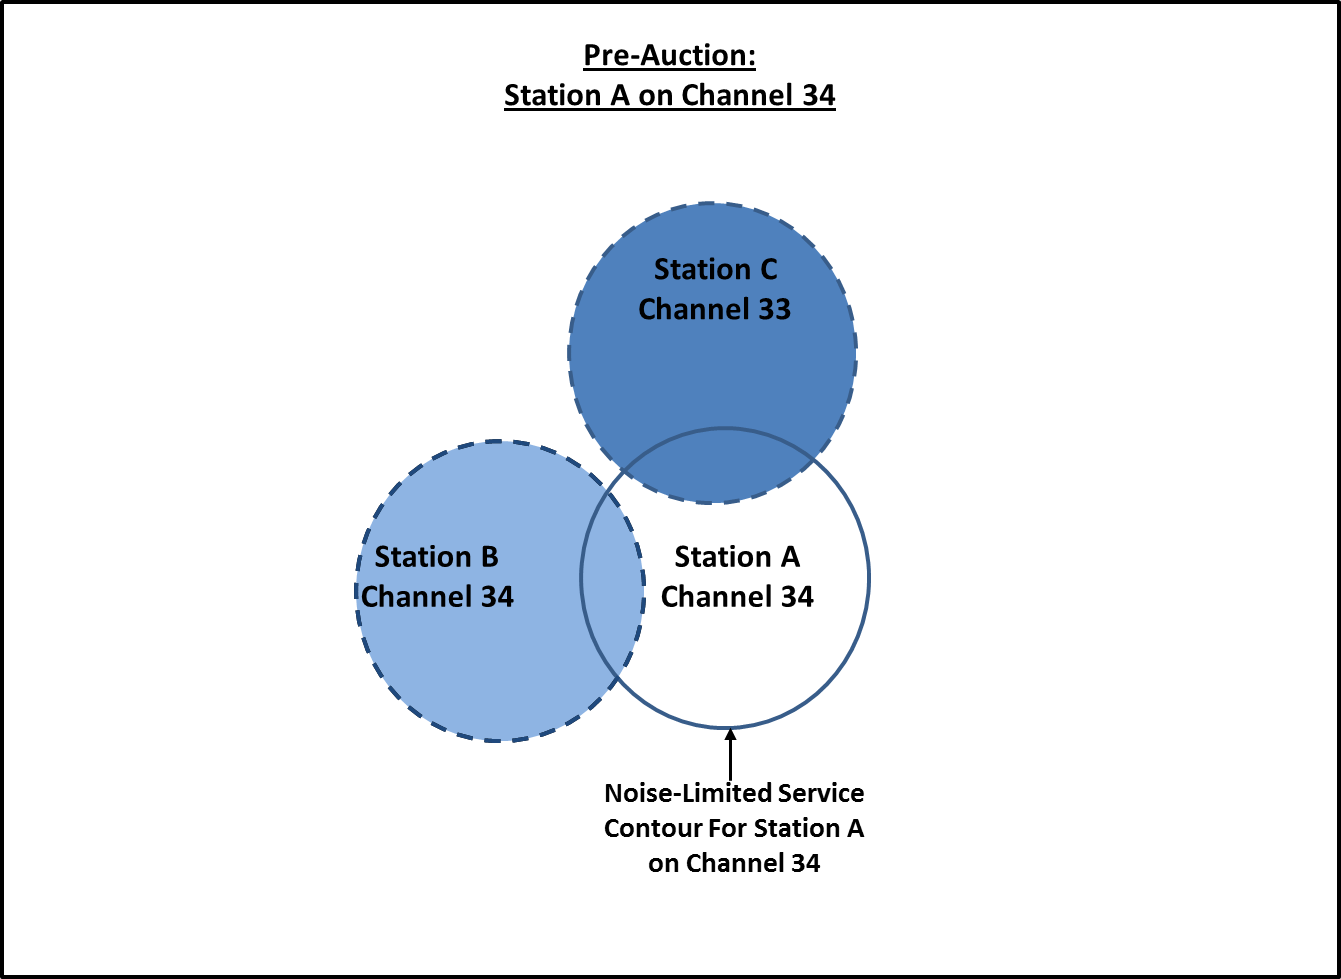 Pre-Auction:
Station A on Channel 34
Station C
Channel 33
Station B
Channel 34
Station A
Channel 34
Noise-Limited Service
Contour For Station A
on Channel 34